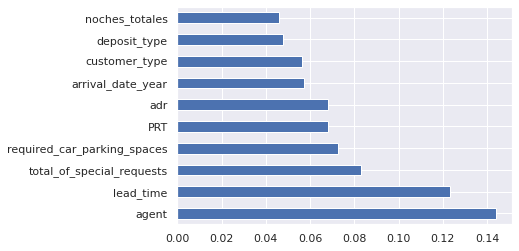 noches_totales
deposit_type
customer_type
arrival_date_year
adr
PRT
required_car_parking_spaces
total_of_special_requests
lead_time
agent
0.00 0.02 0.04 0.06 0.08 0.10 0.12 0.14